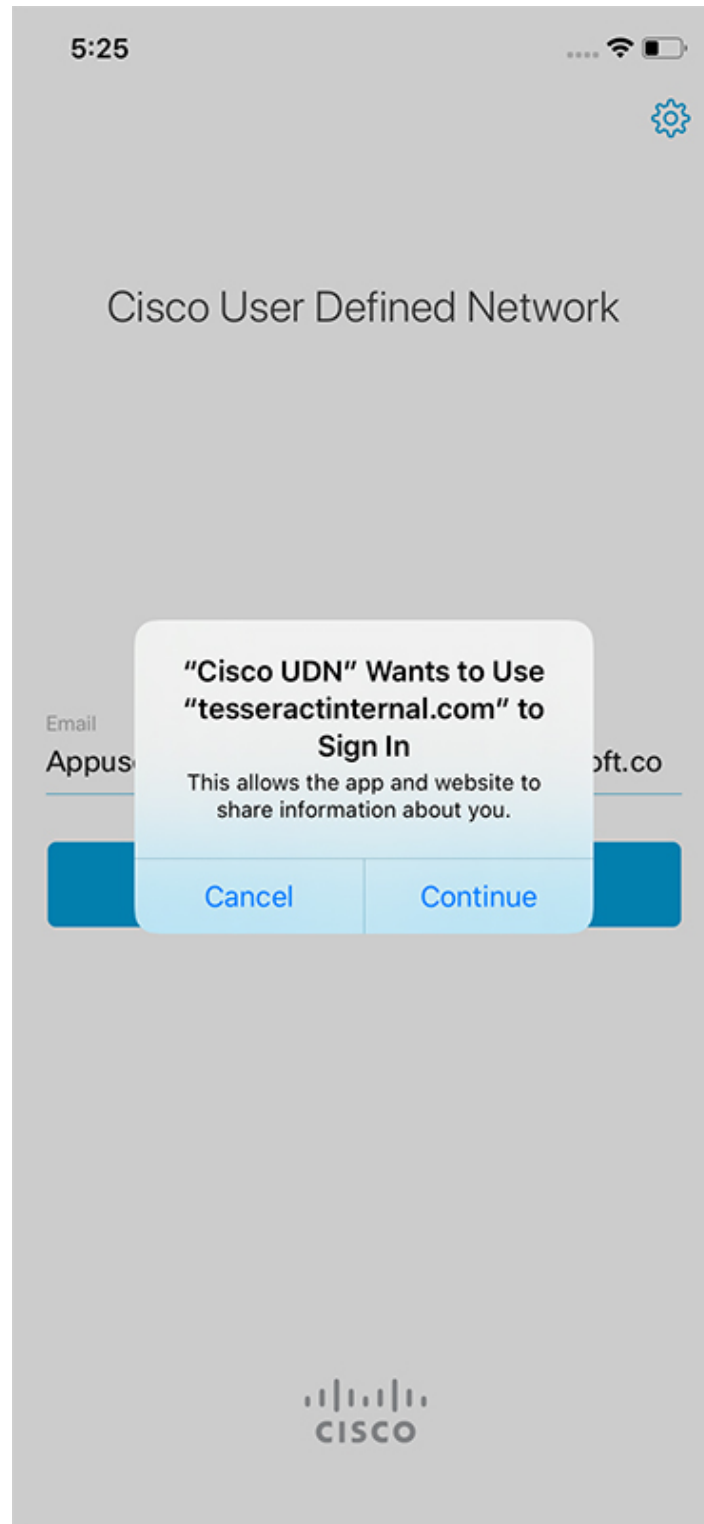 5:25
Cisco User Defined Network
“Cisco UDN” Wants to Use
“tesseractinternal.com” to
Sign In
This allows the app and website to
share information about you.
Email
Cancel Continue
CISCO